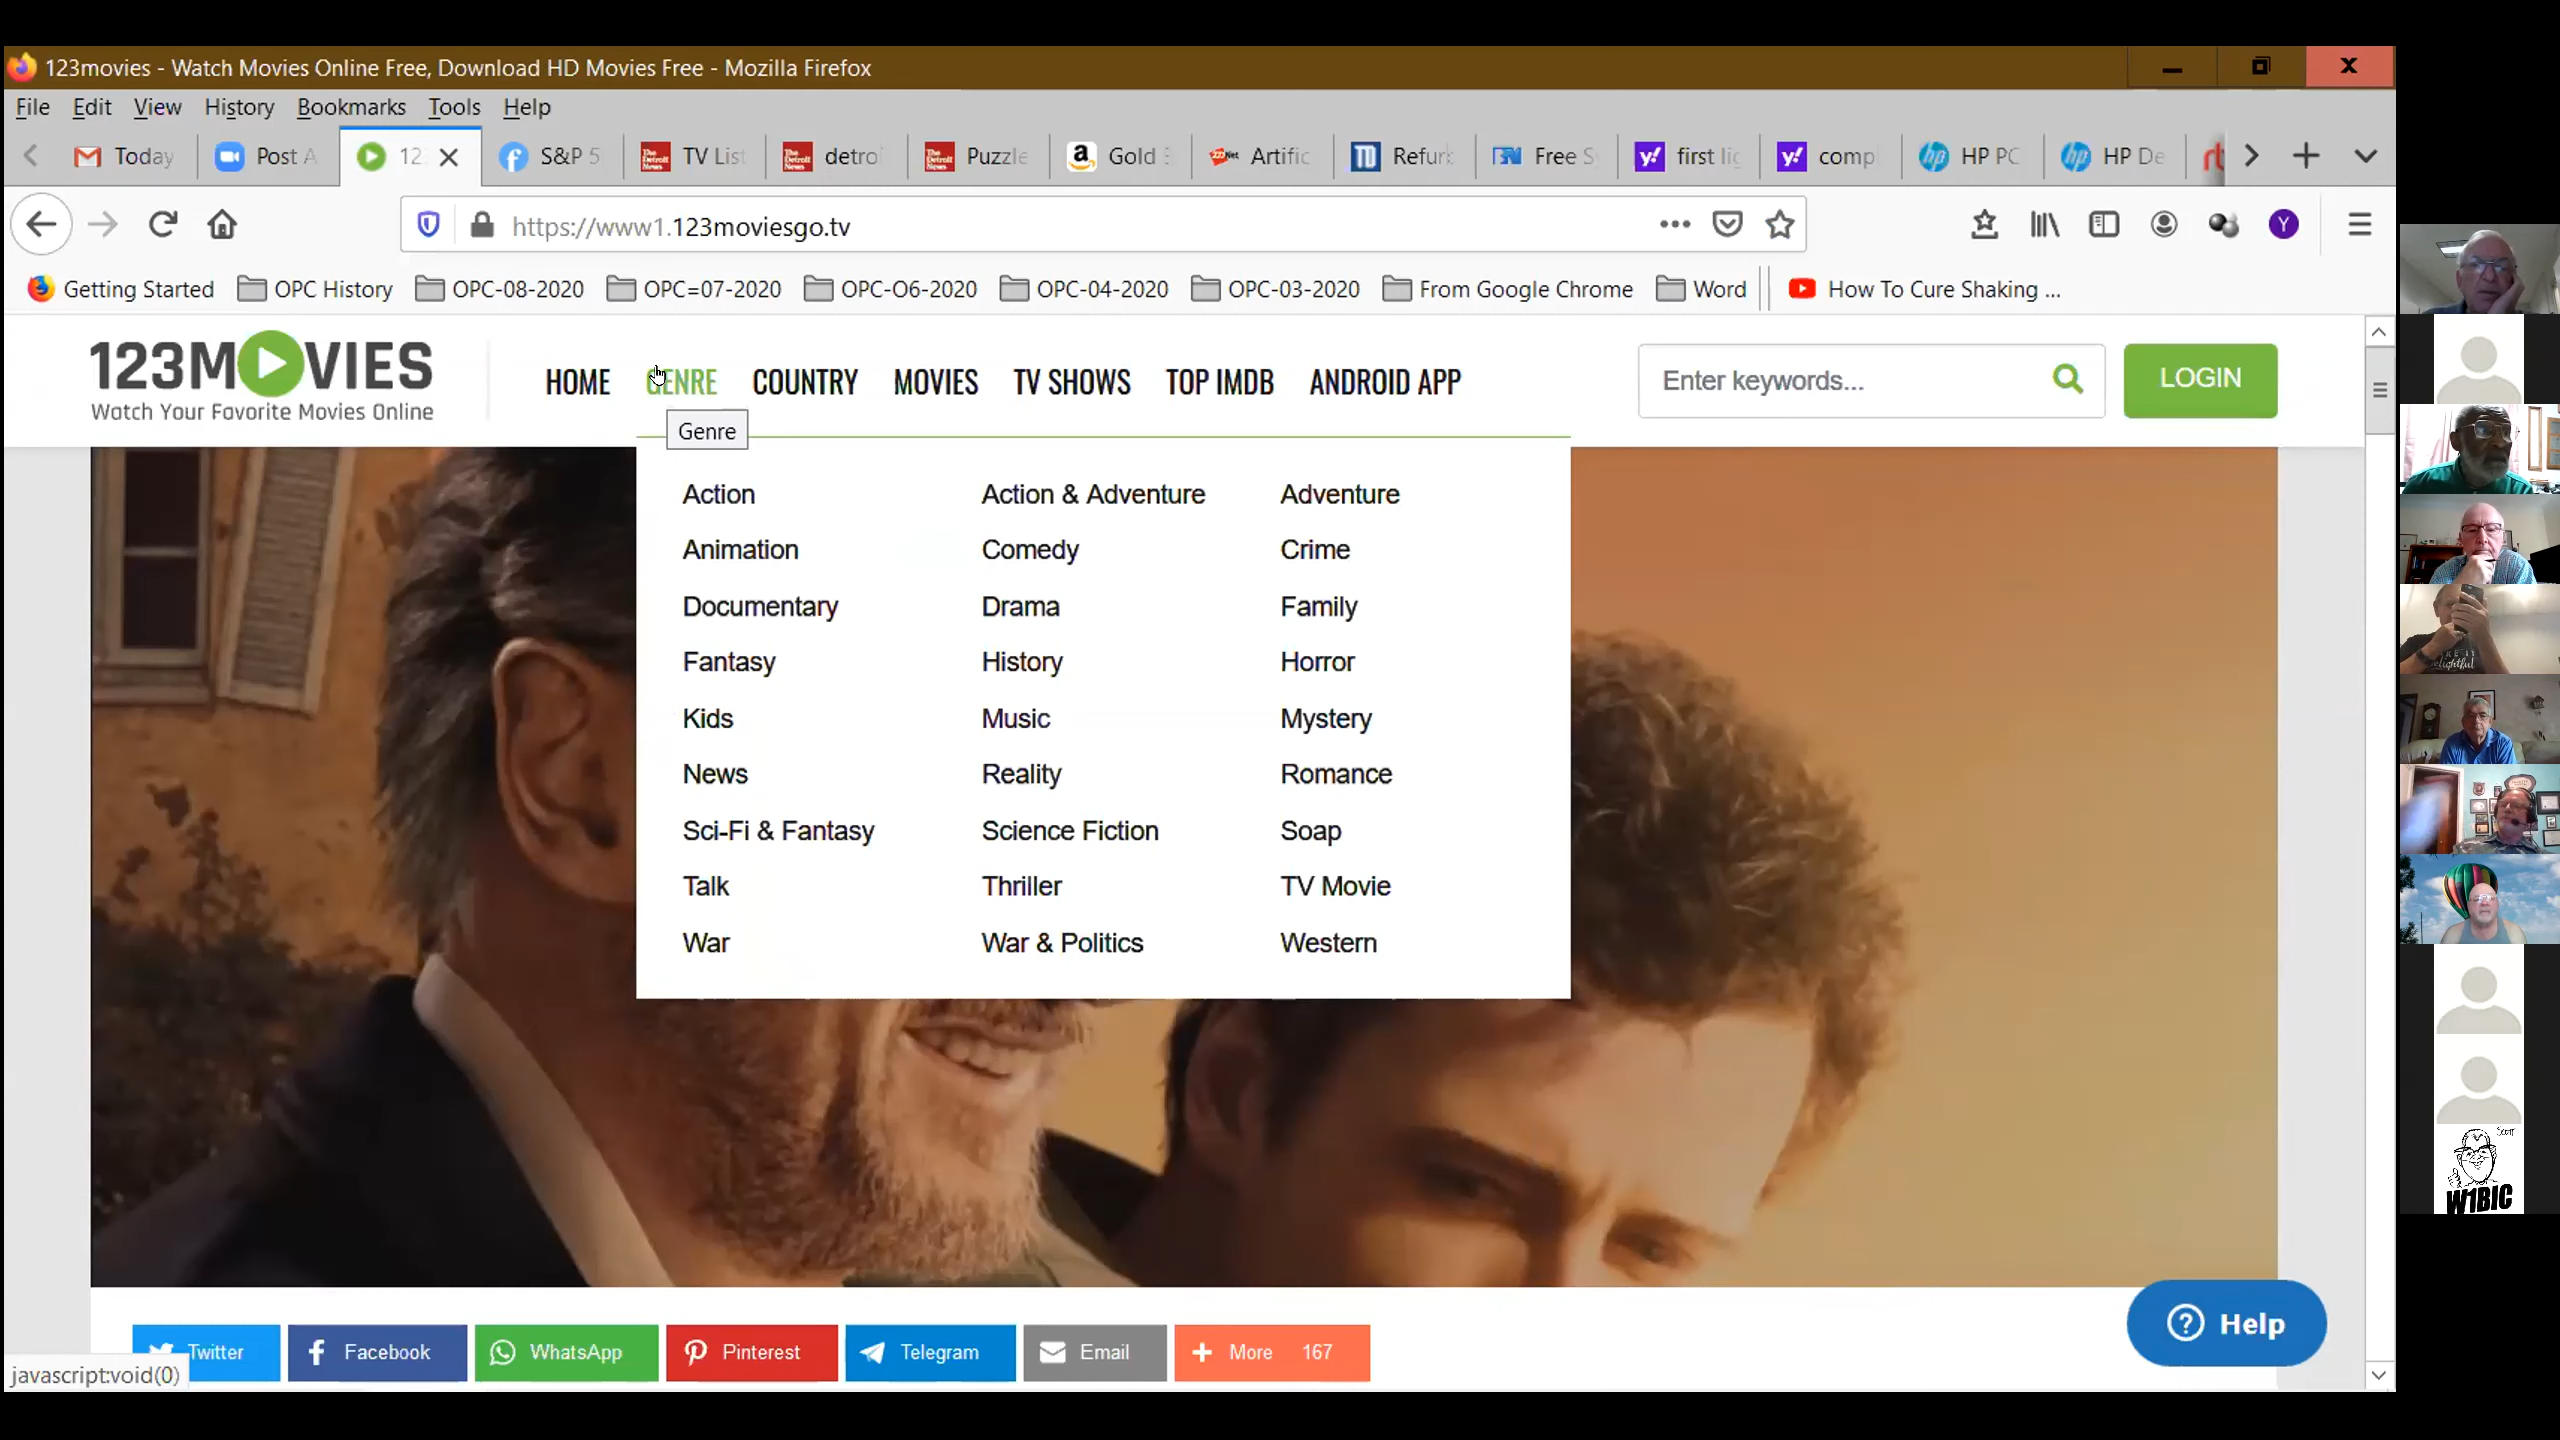 123movies - Watch Movies Online Free, Download HD Movies Free - Mozilla Firefox
File Edit View History Bookmarks Tools Help
Today Post A 12 S&P 5 TV List detro Puzzle Gold Artific Refurb Free S first lig comp HP PC HP De
https://www1.123moviesgo.tv
Getting Started OPC History OPC-08-2020 OPC=07-2020 OPC-O6-2020 OPC-04-2020 OPC-03-2020 From Google Chrome Word How To Cure Shaking ...
123MOVIES
Watch Your Favorite Movies Online
HOME GENRE COUNTRY MOVIES TV SHOWS TOP IMDB ANDROID APP
Enter keywords...
LOGIN
Genre
Action Action & Adventure Adventure
Animation Comedy Crime
Documentary Drama Family
Fantasy History Horror
Kids Music Mystery
News Reality Romance
Sci-Fi & Fantasy Science Fiction Soap
Talk Thriller TV Movie
War War & Politics Western
Twitter Facebook WhatsApp Pinterest Telegram Email More 167
Help
javascript:void(0)
Scott
W1BIC